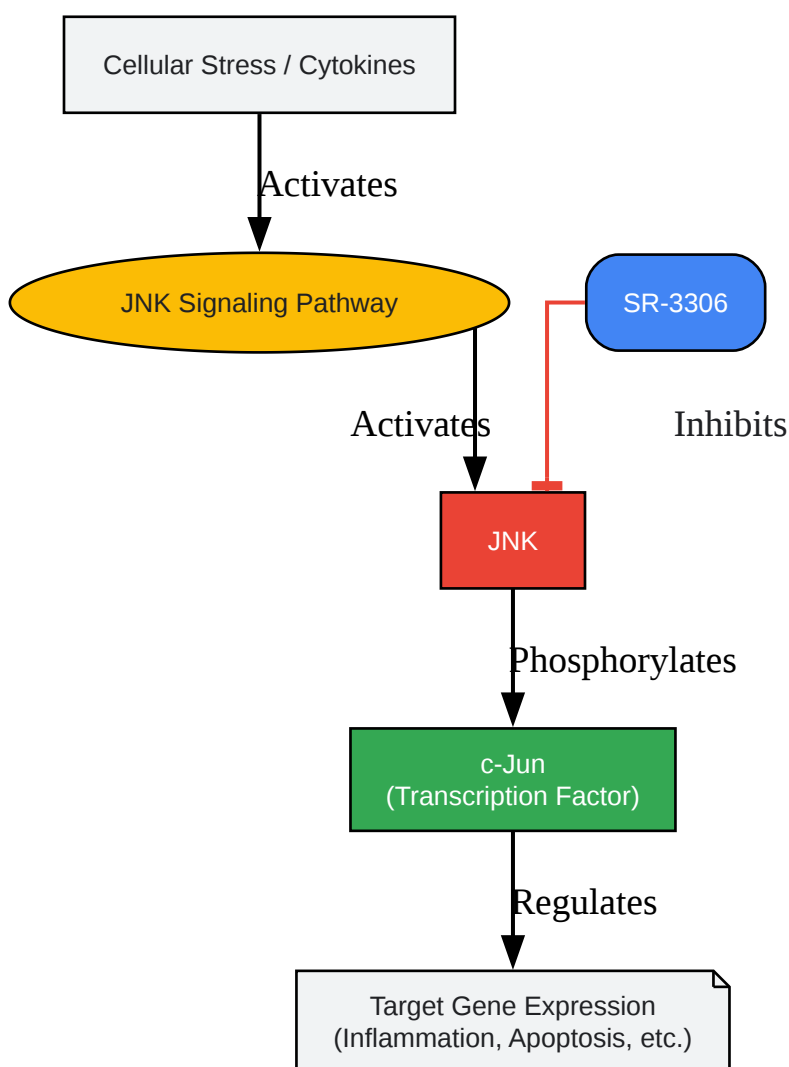 Cellular Stress / Cytokines
Activates
JNK Signaling Pathway
SR-3306
Activates
Inhibits
JNK
Phosphorylates
c-Jun
(Transcription Factor)
Regulates
Target Gene Expression
(Inflammation, Apoptosis, etc.)